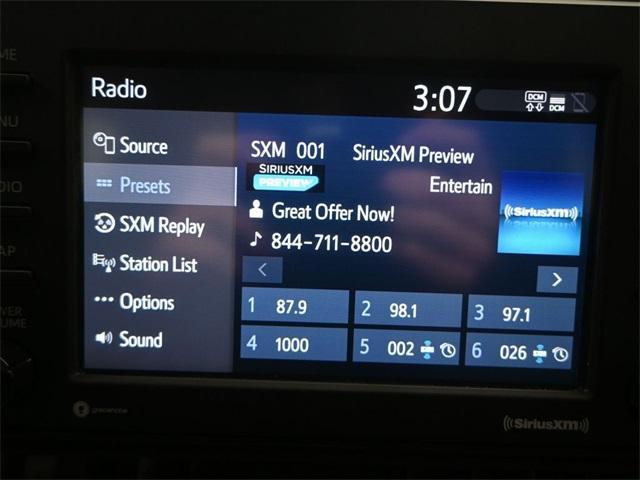 Radio
3:07
DCM
DCM
Source
Presets
SXM Replay
Station List
Options
Sound
SXM 001 SiriusXM Preview
SIRIUSXM
PREVIEW
Entertain
Great Offer Now!
844-711-8800
((SiriusXM))
1 87.9
2 98.1
3 97.1
4 1000
5 002
6 026
gracenote
((SiriusXM))